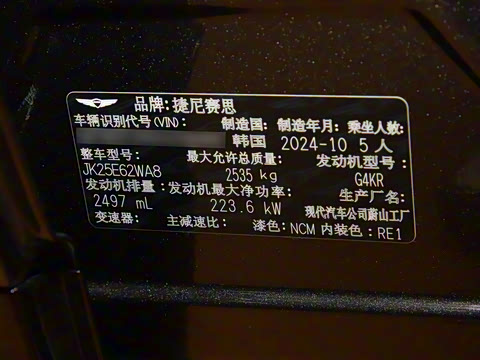 品牌:捷尼赛思
车辆识别代号(VIN): 制造国: 制造年月: 乘坐人数:
韩国 2024-10 5人
整车型号: 最大允许总质量: 发动机型号:
JK25E62WA8 2535 kg G4KR
发动机排量: 发动机最大净功率: 生产厂名:
2497 mL 223.6 kW 现代汽车公司蔚山工厂
变速器: 主减速比: 漆色:NCM 内装色:RE1